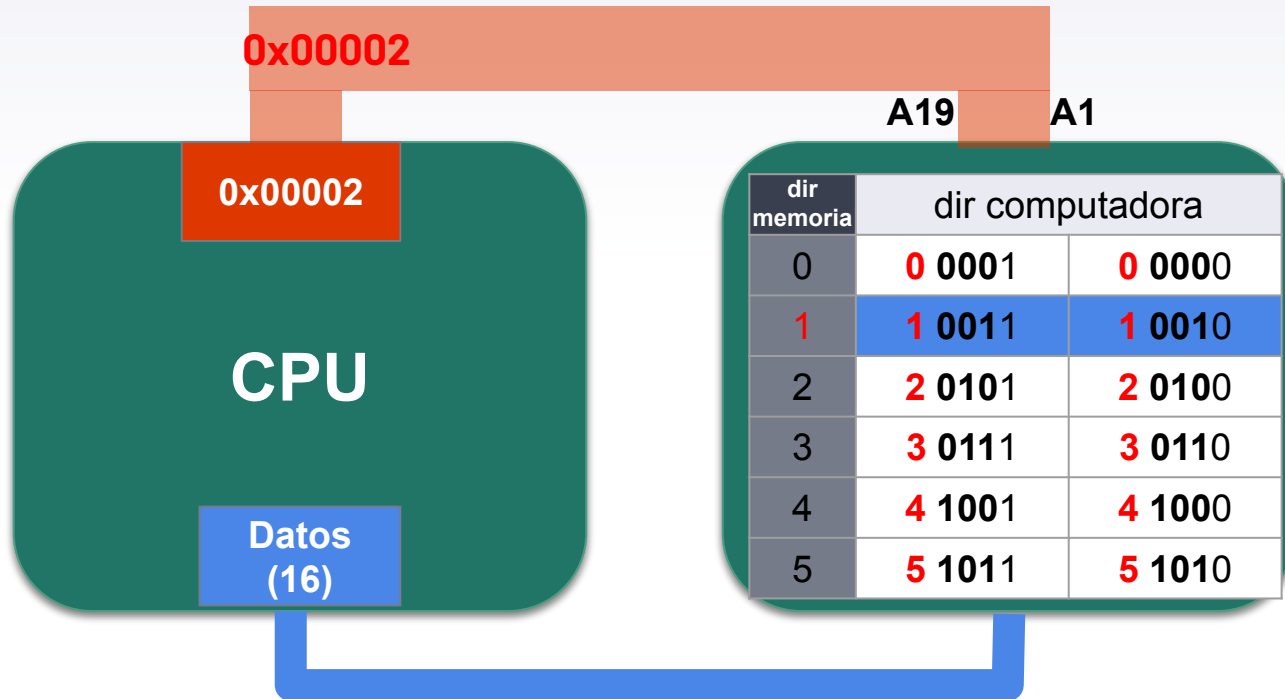 0x00002
A19 A1
0x00002
CPU
Datos
(16)
dir
memoria
dir computadora
0 0 0001 0 0000
1 1 0011 1 0010
2 2 0101 2 0100
3 3 0111 3 0110
4 4 1001 4 1000
5 5 1011 5 1010